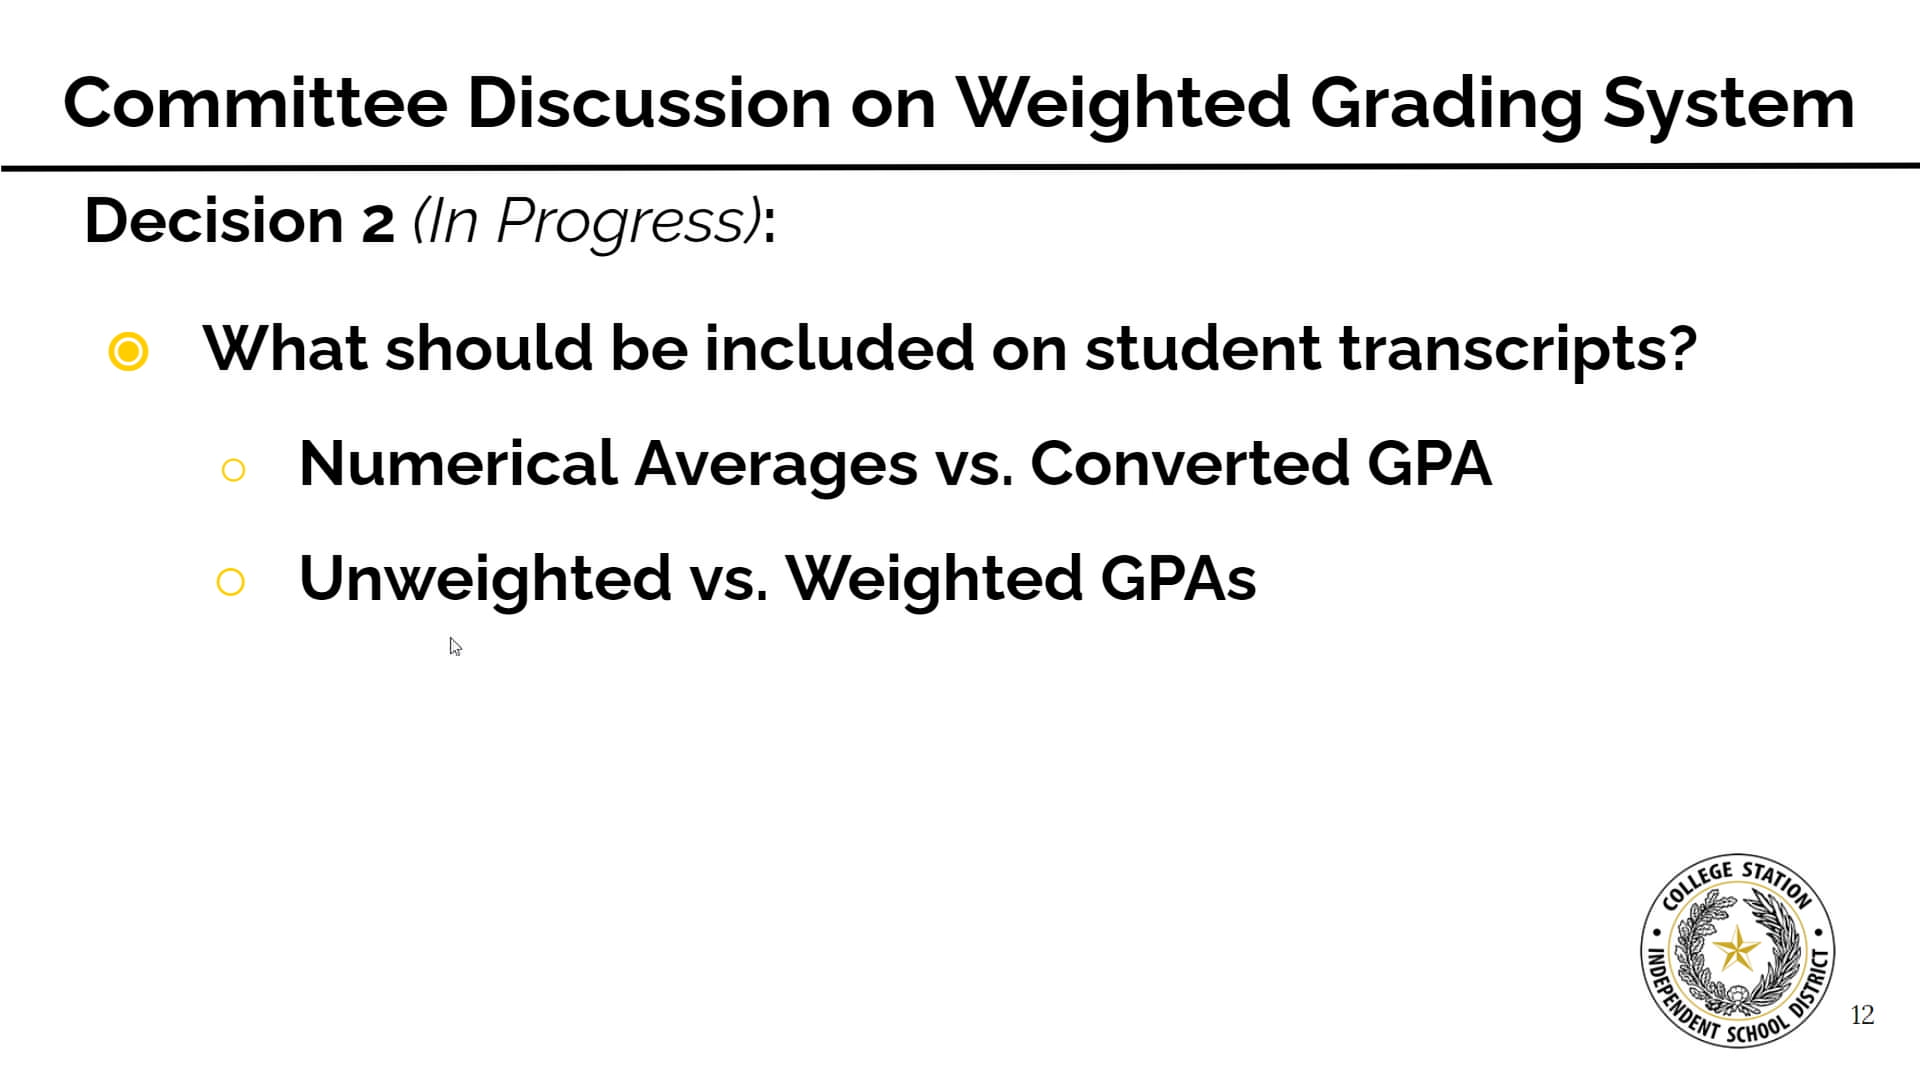 Committee Discussion on Weighted Grading System
Decision 2 (In Progress):
What should be included on student transcripts?
Numerical Averages vs. Converted GPA
Unweighted vs. Weighted GPAs
COLLEGE STATION
INDEPENDENT SCHOOL DISTRICT
12